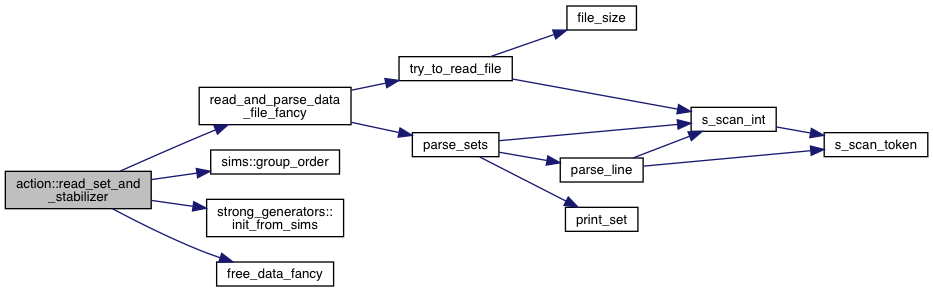 action::read_set_and
_stabilizer
read_and_parse_data
_file_fancy
sims::group_order
strong_generators::
init_from_sims
free_data_fancy
try_to_read_file
parse_sets
file_size
s_scan_int
parse_line
print_set
s_scan_token